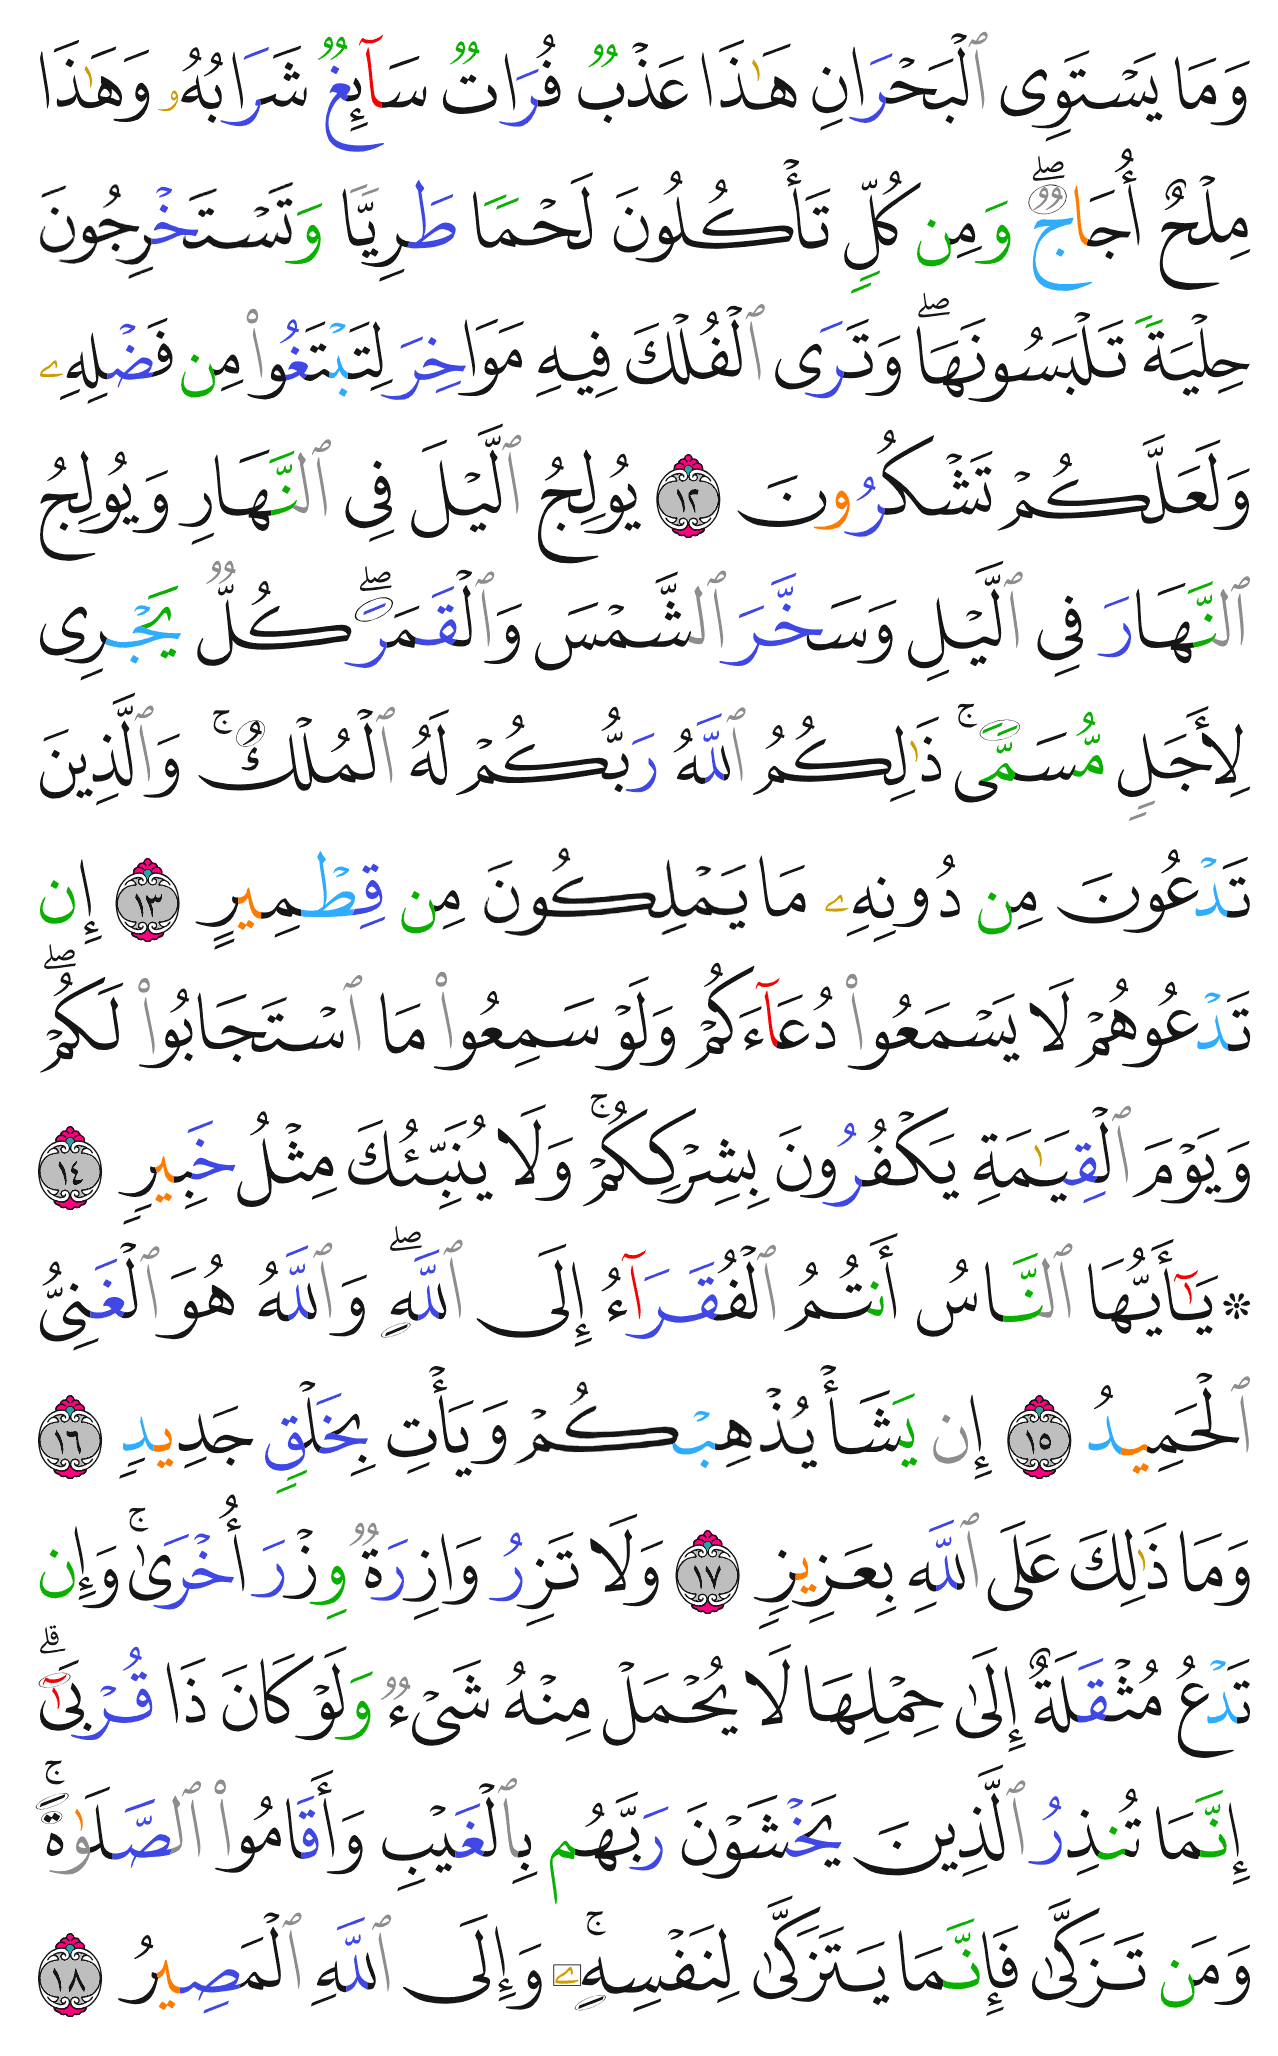 وَمَا يَسْتَوِى ٱلْبَحْرَانِ هَـٰذَا عَذْبٌ فُرَاتٌ سَآئِغٌ شَرَابُهُۥ وَهَـٰذَا
مِلْحٌ أُجَاجٌ ۖ وَمِن كُلٍّ تَأْكُلُونَ لَحْمًا طَرِيًّا وَتَسْتَخْرِجُونَ
حِلْيَةً تَلْبَسُونَهَا ۖ وَتَرَى ٱلْفُلْكَ فِيهِ مَوَاخِرَ لِتَبْتَغُوا۟ مِن فَضْلِهِۦ
وَلَعَلَّكُمْ تَشْكُرُونَ ١٢ يُولِجُ ٱلَّيْلَ فِى ٱلنَّهَارِ وَيُولِجُ
ٱلنَّهَارَ فِى ٱلَّيْلِ وَسَخَّرَ ٱلشَّمْسَ وَٱلْقَمَرَ ۖ كُلٌّ يَجْرِى
لِأَجَلٍ مُّسَمًّى ۚ ذَٰلِكُمُ ٱللَّهُ رَبُّكُمْ لَهُ ٱلْمُلْكُ ۚ وَٱلَّذِينَ
تَدْعُونَ مِن دُونِهِۦ مَا يَمْلِكُونَ مِن قِطْمِيرٍ ١٣ إِن
تَدْعُوهُمْ لَا يَسْمَعُوا۟ دُعَآءَكُمْ وَلَوْ سَمِعُوا۟ مَا ٱسْتَجَابُوا۟ لَكُمْ ۖ
وَيَوْمَ ٱلْقِيَـٰمَةِ يَكْفُرُونَ بِشِرْكِكُمْ ۚ وَلَا يُنَبِّئُكَ مِثْلُ خَبِيرٍ ١٤
۞ يَـٰٓأَيُّهَا ٱلنَّاسُ أَنتُمُ ٱلْفُقَرَآءُ إِلَى ٱللَّهِ ۖ وَٱللَّهُ هُوَ ٱلْغَنِىُّ
ٱلْحَمِيدُ ١٥ إِن يَشَأْ يُذْهِبْكُمْ وَيَأْتِ بِخَلْقٍ جَدِيدٍ ١٦
وَمَا ذَٰلِكَ عَلَى ٱللَّهِ بِعَزِيزٍ ١٧ وَلَا تَزِرُ وَازِرَةٌ وِزْرَ أُخْرَىٰ ۚ وَإِن
تَدْعُ مُثْقَلَةٌ إِلَىٰ حِمْلِهَا لَا يُحْمَلْ مِنْهُ شَىْءٌ وَلَوْ كَانَ ذَا قُرْبَىٰٓ ۗ
إِنَّمَا تُنذِرُ ٱلَّذِينَ يَخْشَوْنَ رَبَّهُم بِٱلْغَيْبِ وَأَقَامُوا۟ ٱلصَّلَوٰةَ ۚ
وَمَن تَزَكَّىٰ فَإِنَّمَا يَتَزَكَّىٰ لِنَفْسِهِۦ ۚ وَإِلَى ٱللَّهِ ٱلْمَصِيرُ ١٨